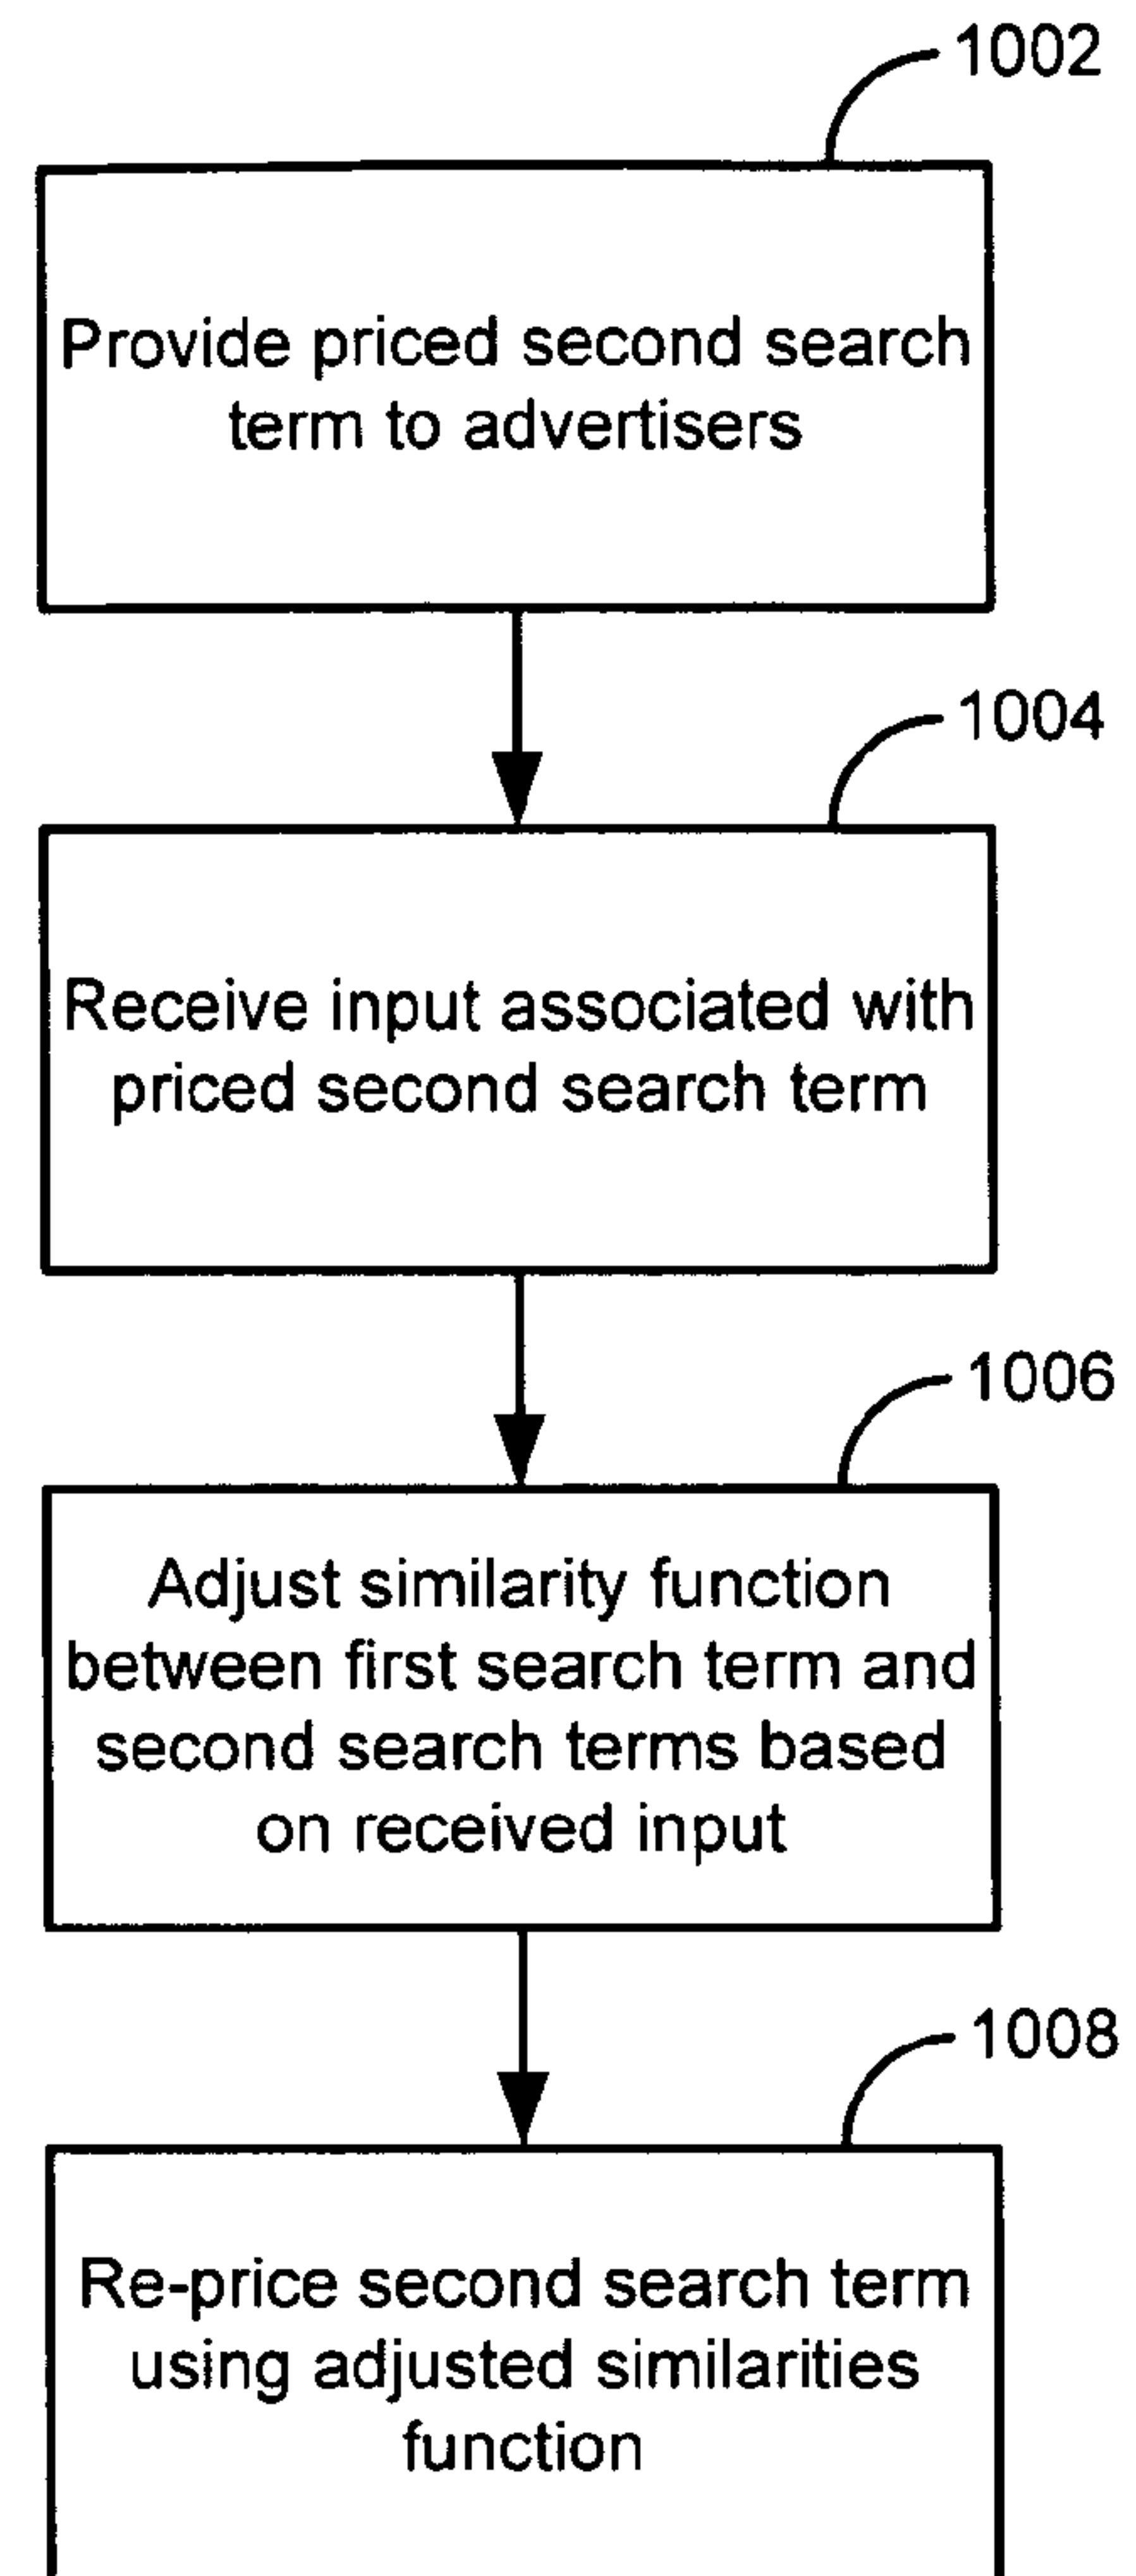 1002
Provide priced second search
term to advertisers
1004
Receive input associated with
priced second search term
1006
Adjust similarity function
between first search term and
second search terms based
on received input
1008
Re-price second search term
using adjusted similarities
function